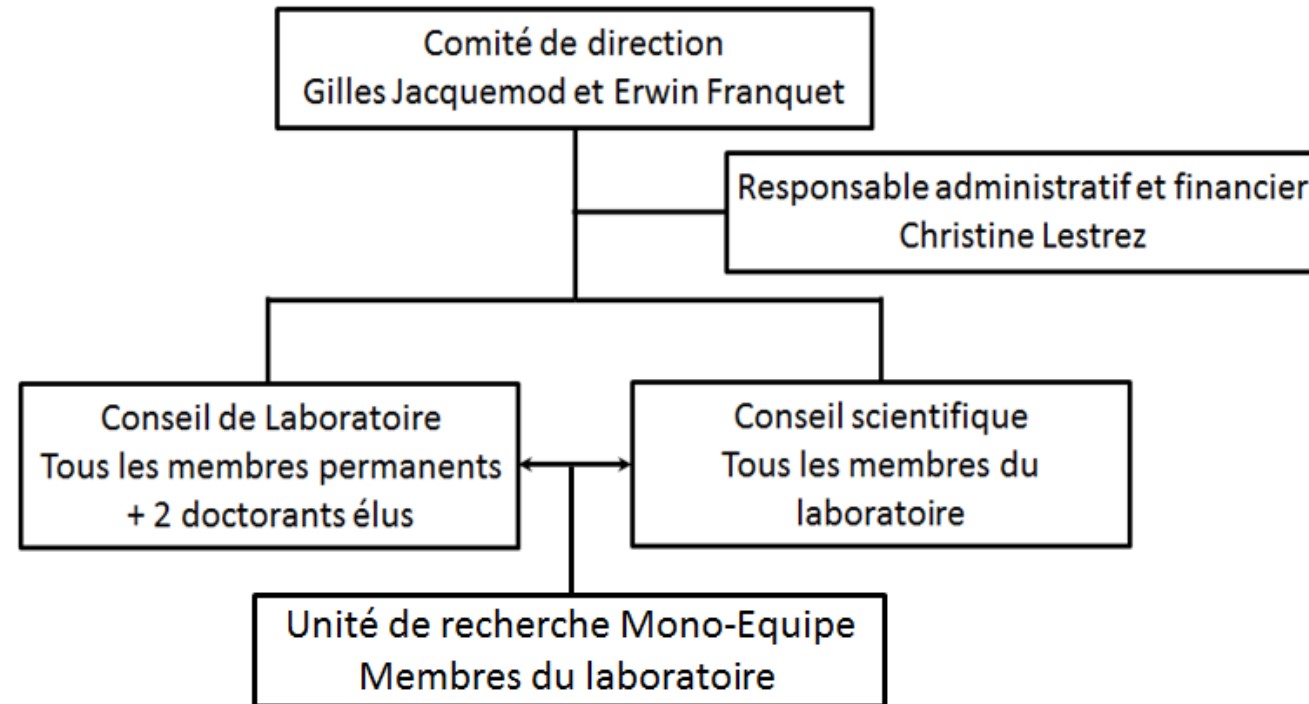 Comité de direction
Gilles Jacquemod et Erwin Franquet
Responsable administratif et financier
Christine Lestrez
Conseil de Laboratoire
Tous les membres permanents
+ 2 doctorants élus
Conseil scientifique
Tous les membres du
laboratoire
Unité de recherche Mono-Equipe
Membres du laboratoire